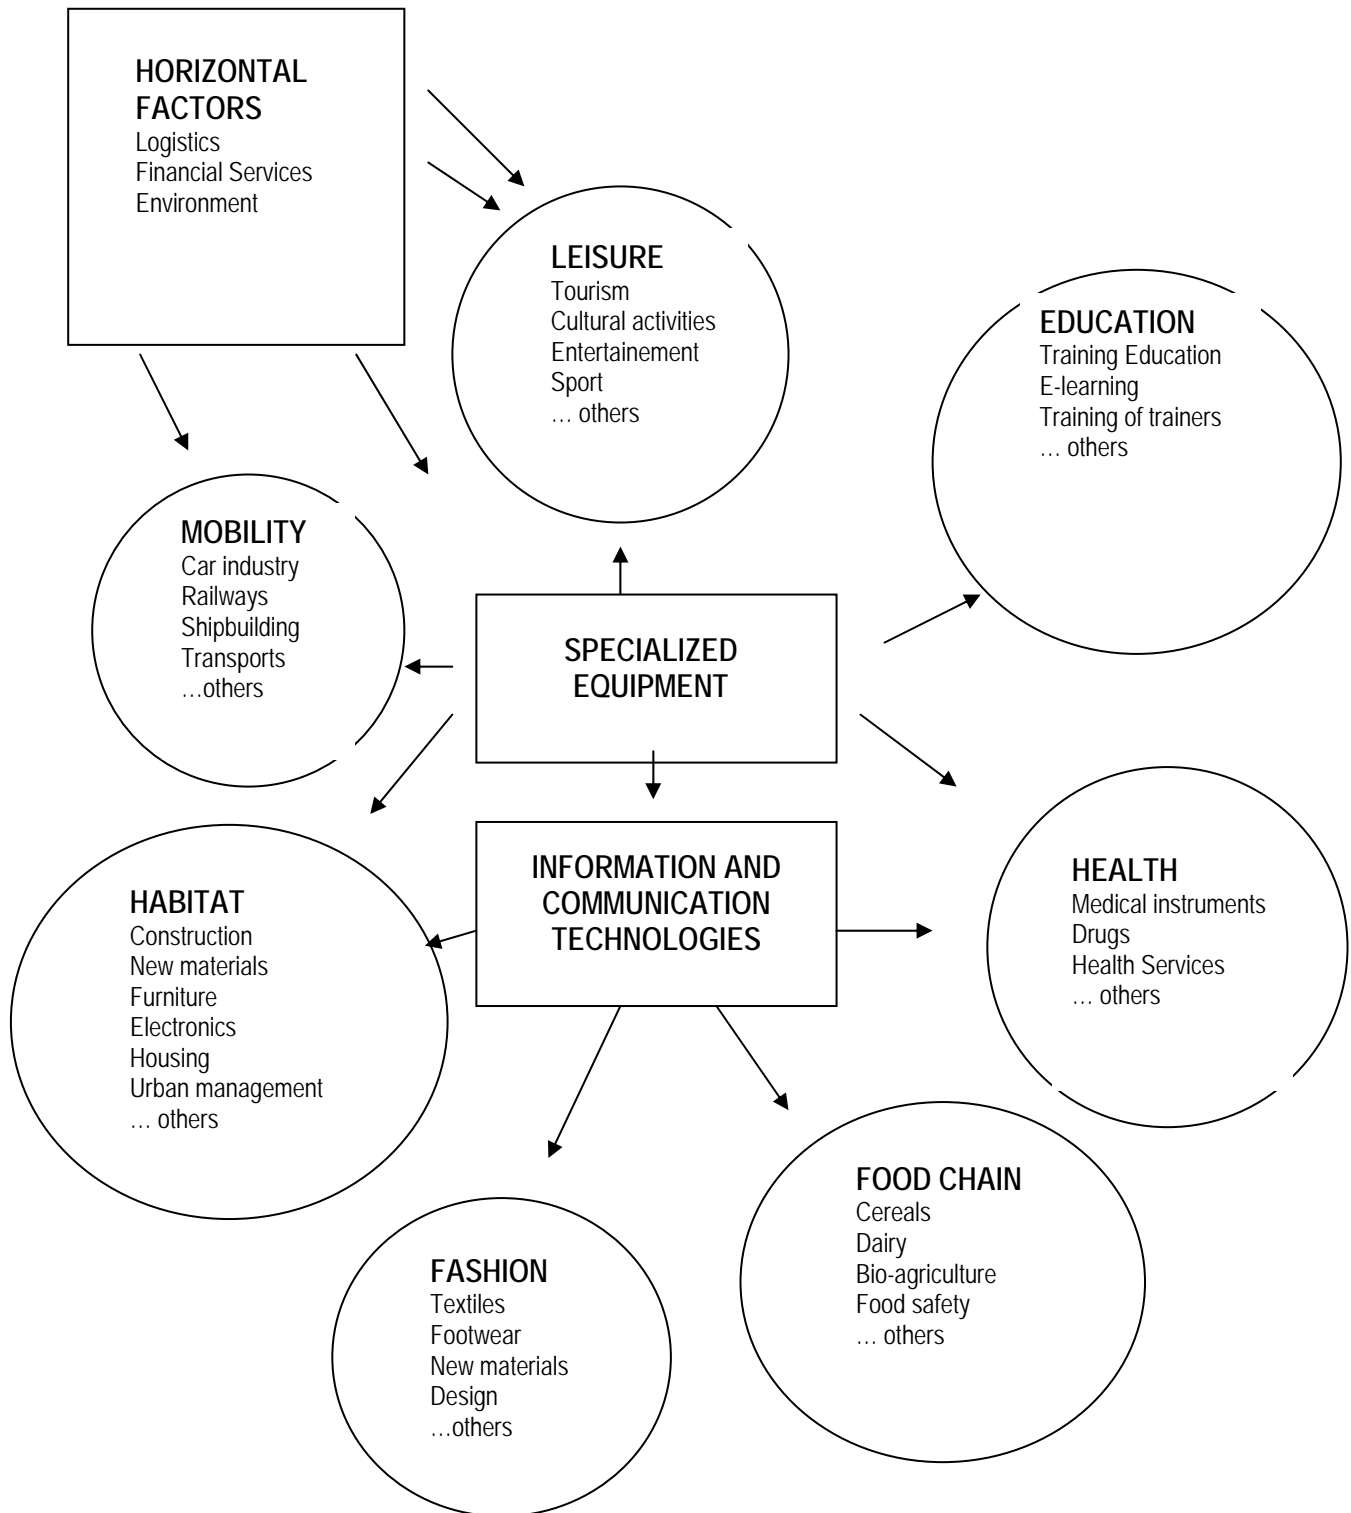 HORIZONTAL
FACTORS
Logistics
Financial Services
Environment
LEISURE
Tourism
Cultural activities
Entertainement
Sport
… others
EDUCATION
Training Education
E-learning
Training of trainers
… others
MOBILITY
Car industry
Railways
Shipbuilding
Transports
…others
SPECIALIZED
EQUIPMENT
INFORMATION AND
COMMUNICATION
TECHNOLOGIES
HEALTH
Medical instruments
Drugs
Health Services
… others
HABITAT
Construction
New materials
Furniture
Electronics
Housing
Urban management
… others
FOOD CHAIN
Cereals
Dairy
Bio-agriculture
Food safety
… others
FASHION
Textiles
Footwear
New materials
Design
…others